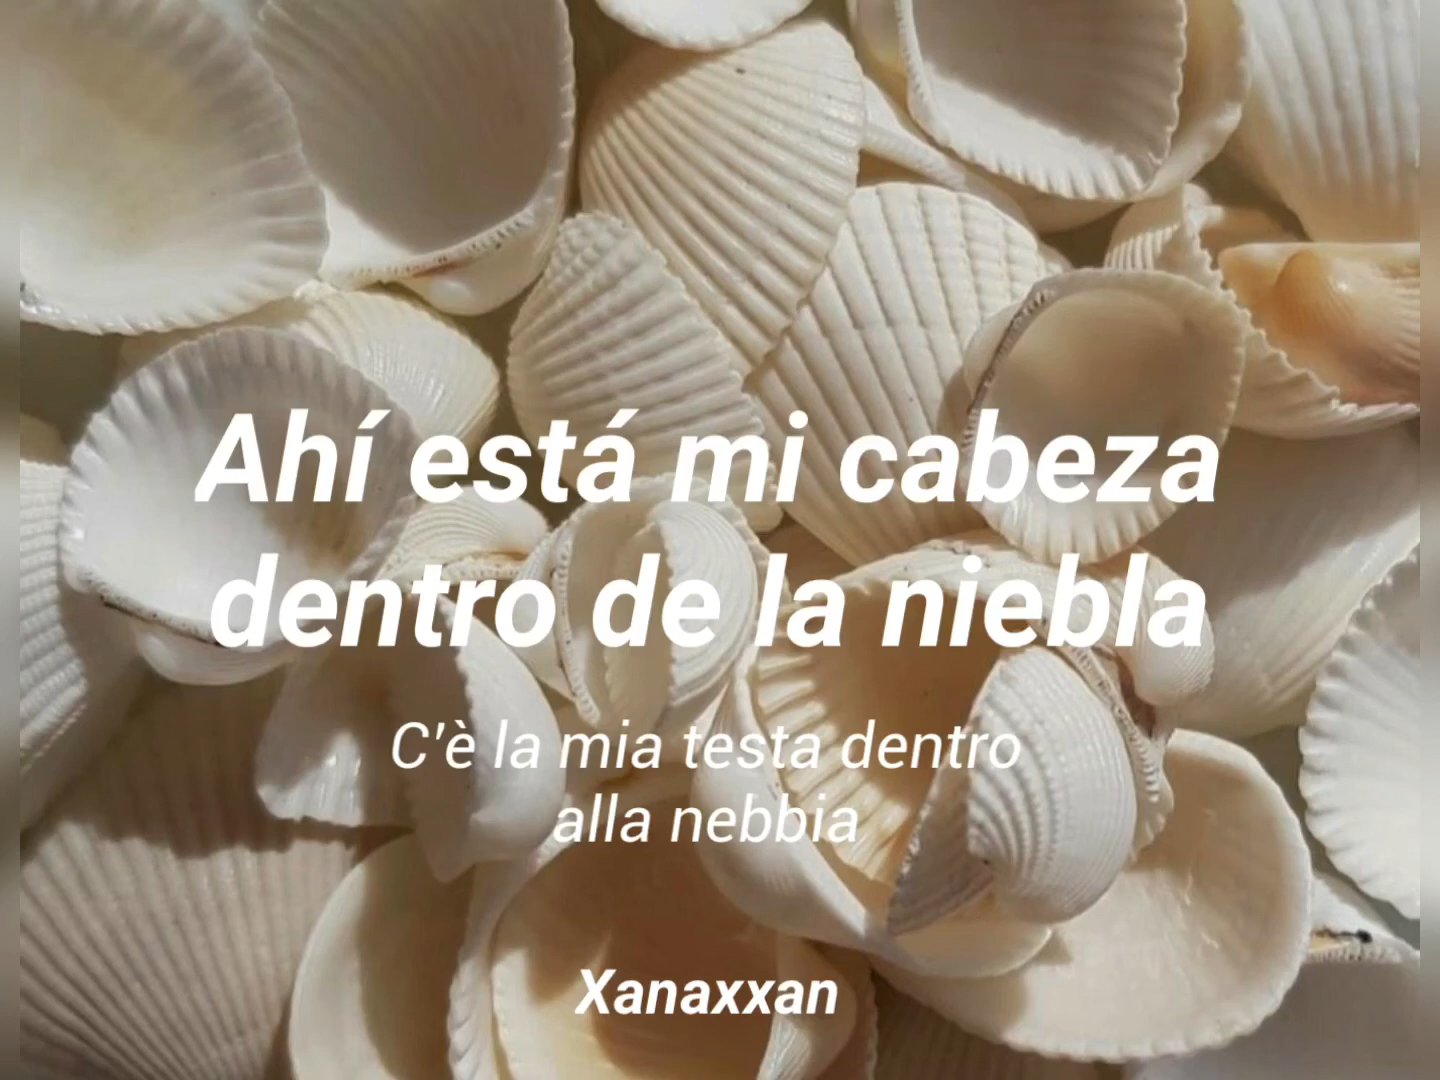 Ahí está mi cabeza
dentro de la niebla
C'è la mia testa dentro
alla nebbia
Xanaxxan